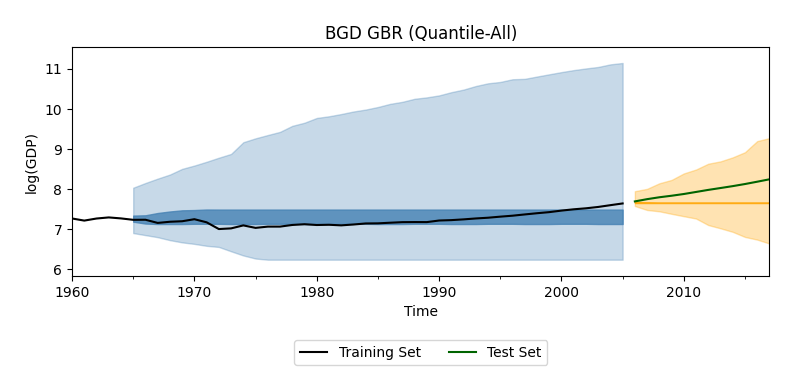 BGD GBR (Quantile-All)
log(GDP)
11
10
9
8
7
6
1960 1970 1980 1990 2000 2010
Time
Training Set Test Set